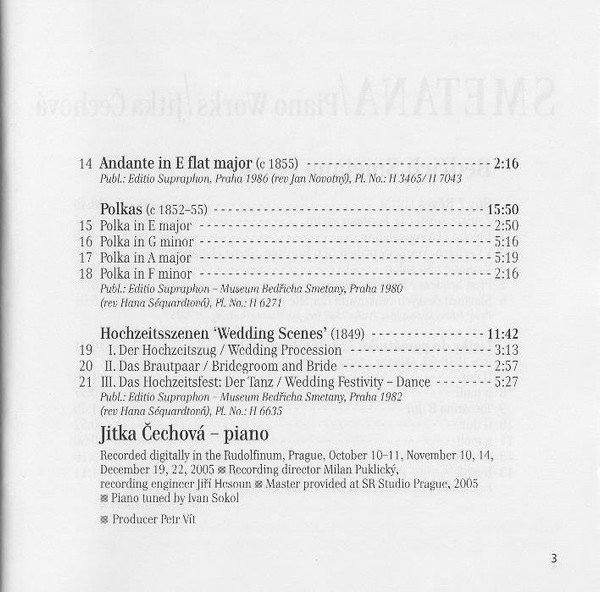 SMETANA/Piano Works/Jitka Čechová
14 Andante in E flat major (c 1855) - - - - - - - - - - - - - - - - - - - - - - - - - - - 2:16
Publ.: Editio Supraphon, Praha 1986 (rev Jan Novotný), Pl. No.: H 3465/ H 7043
Polkas (c 1852–55) - - - - - - - - - - - - - - - - - - - - - - - - - - - - - - - - - - - - - - - 15:50
15 Polka in E major - - - - - - - - - - - - - - - - - - - - - - - - - - - - - - - - - - - - - - - - - 2:50
16 Polka in G minor - - - - - - - - - - - - - - - - - - - - - - - - - - - - - - - - - - - - - - - - - 5:16
17 Polka in A major - - - - - - - - - - - - - - - - - - - - - - - - - - - - - - - - - - - - - - - - - 5:19
18 Polka in F minor - - - - - - - - - - - - - - - - - - - - - - - - - - - - - - - - - - - - - - - - - 2:16
Publ.: Editio Supraphon – Museum Bedřicha Smetany, Praha 1980
(rev Hana Séquardtová), Pl. No.: H 6271
Hochzeitsszenen ‘Wedding Scenes’ (1849) - - - - - - - - - - - - - - - - 11:42
19 I. Der Hochzeitszug / Wedding Procession - - - - - - - - - - - - - - - - - - - - 3:13
20 II. Das Brautpaar / Bridegroom and Bride - - - - - - - - - - - - - - - - - - - - 2:57
21 III. Das Hochzeitsfest: Der Tanz / Wedding Festivity – Dance - - - - - - - - 5:27
Publ.: Editio Supraphon – Museum Bedřicha Smetany, Praha 1982
(rev Hana Séquardtová), Pl. No.: H 6635
Jitka Čechová – piano
Recorded digitally in the Rudolfinum, Prague, October 10–11, November 10, 14,
December 19, 22, 2005 ※ Recording director Milan Puklický,
recording engineer Jiří Hesoun ※ Master provided at SR Studio Prague, 2005
※ Piano tuned by Ivan Sokol
※ Producer Petr Vít
3